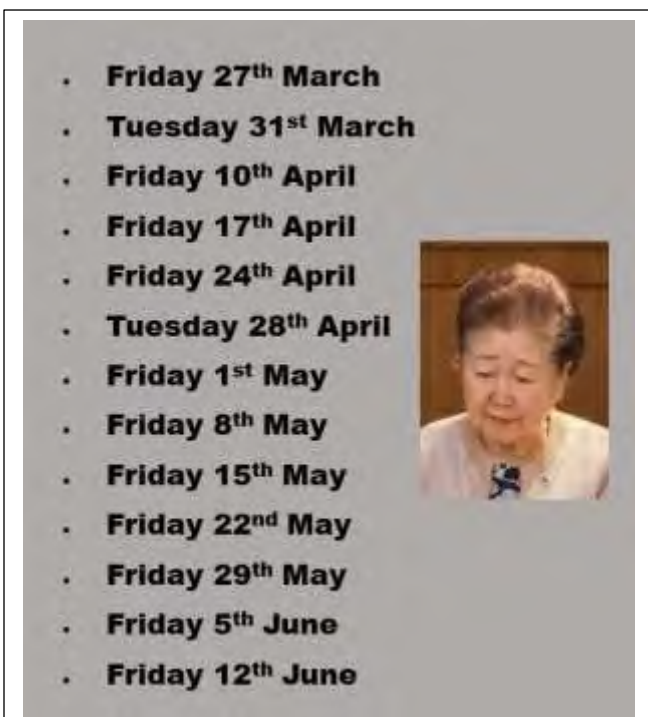 . Friday 27th March
. Tuesday 31st March
. Friday 10th April
. Friday 17th April
. Friday 24th April
. Tuesday 28th April
. Friday 1st May
. Friday 8th May
. Friday 15th May
. Friday 22nd May
. Friday 29th May
. Friday 5th June
. Friday 12th June